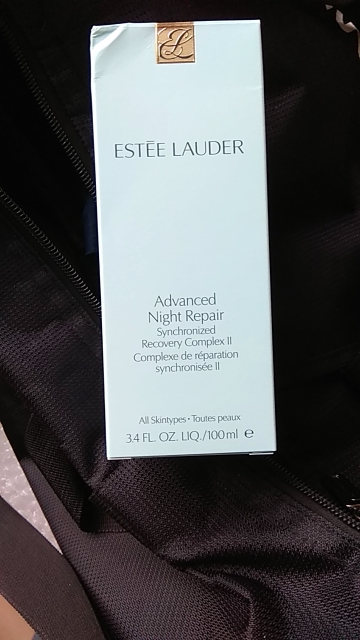 EL
ESTĒE LAUDER
Advanced
Night Repair
Synchronized
Recovery Complex II
Complexe de réparation
synchronisée II
All Skintypes • Toutes peaux
3.4 FL. OZ. LIQ./100 ml ℮